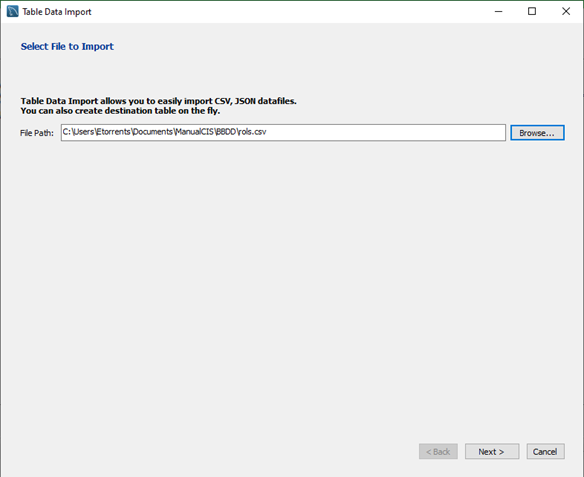 Table Data Import
Select File to Import
Table Data Import allows you to easily import CSV, JSON datafiles.
You can also create destination table on the fly.
File Path: C:\Users\Etorrents\Documents\ManualCIS\BBDD\rols.csv Browse...
< Back Next > Cancel